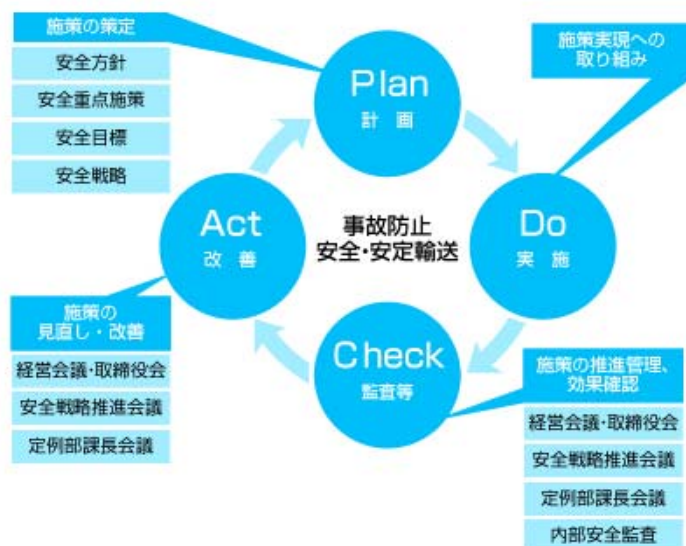 施策の策定
安全方針
安全重点施策
安全目標
安全戦略
Plan
計 画
施策実現への
取り組み
Act
改 善
事故防止
安全・安定輸送
Do
実 施
施策の
見直し・改善
経営会議・取締役会
安全戦略推進会議
定例部課長会議
Check
監査等
施策の推進管理、
効果確認
経営会議・取締役会
安全戦略推進会議
定例部課長会議
内部安全監査